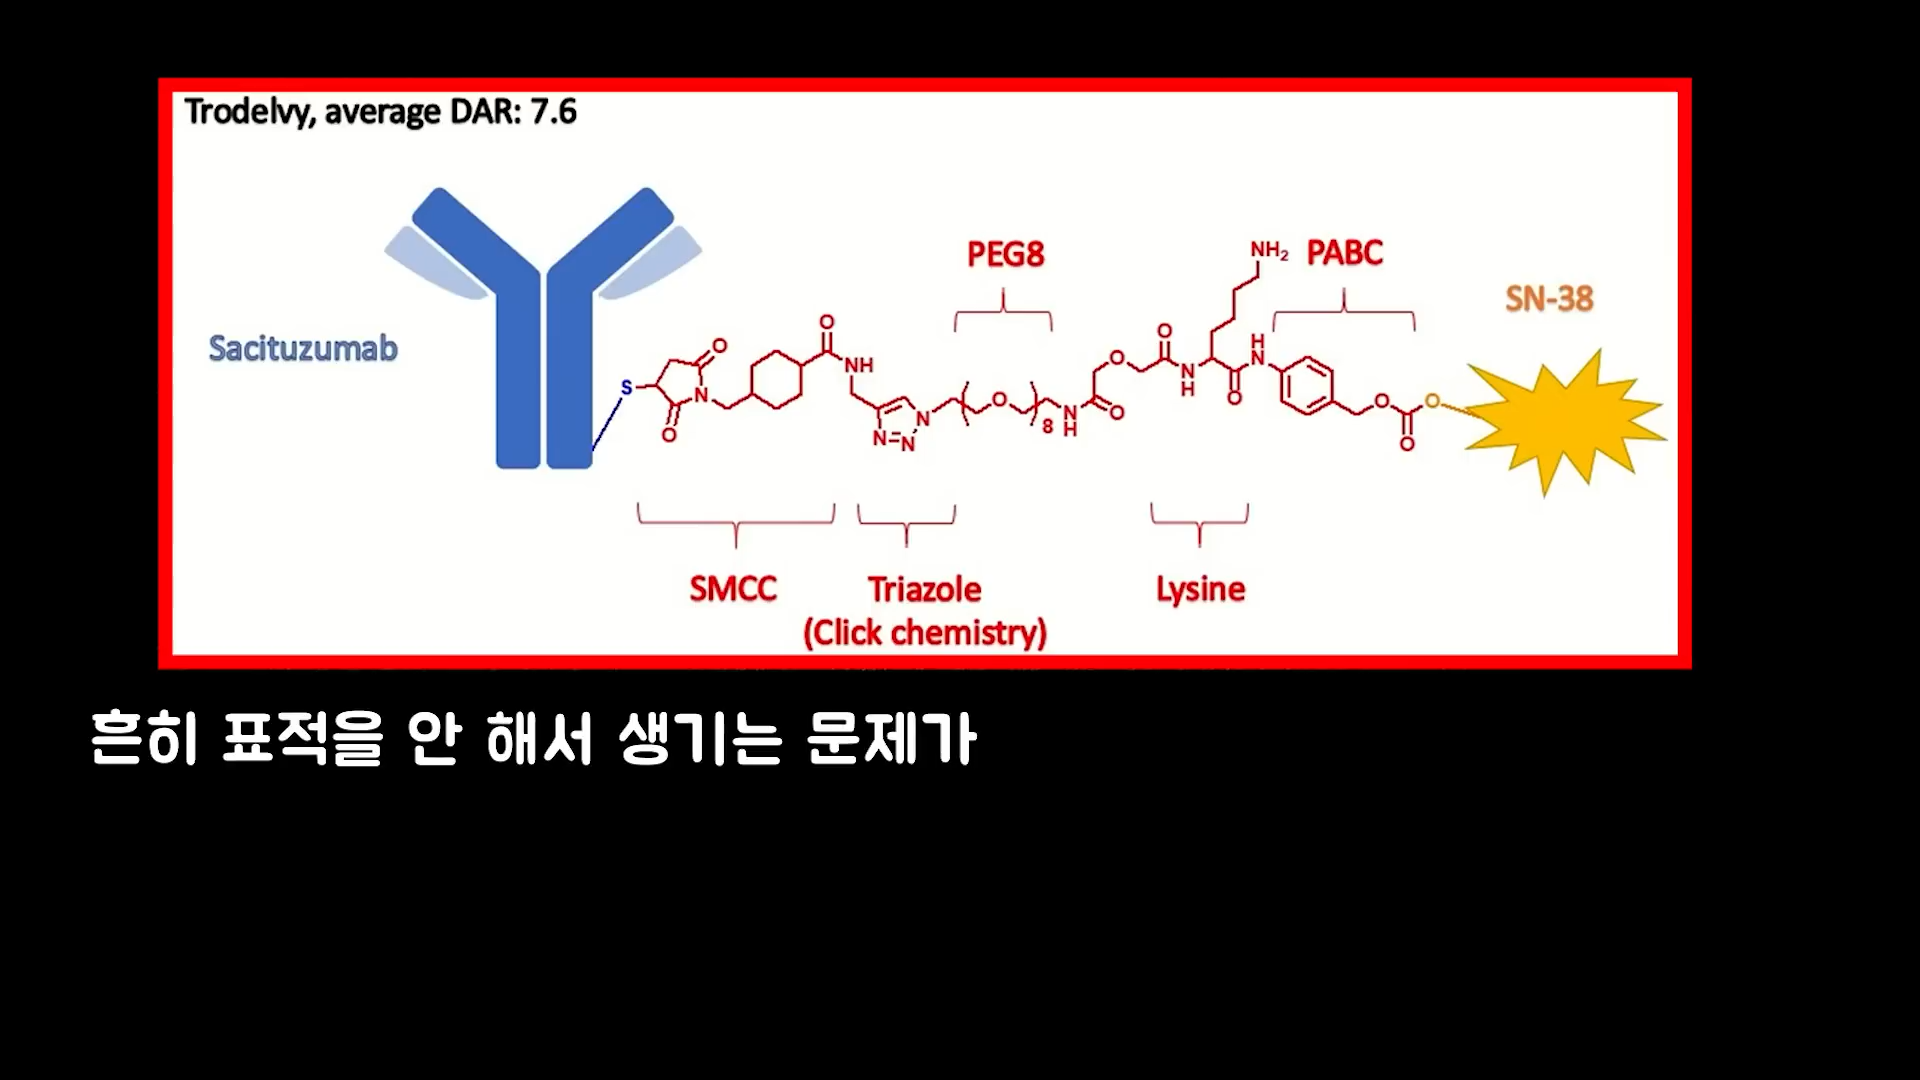 Trodelvy, average DAR: 7.6
Sacituzumab
PEG8
PABC
SN-38
NH2
O
O
NH
S
N
O
O
N
N=N
O
8
N
H
O
O
O
N
H
O
H
N
O
O
O
SMCC
Triazole
(Click chemistry)
Lysine
흔히 표적을 안 해서 생기는 문제가